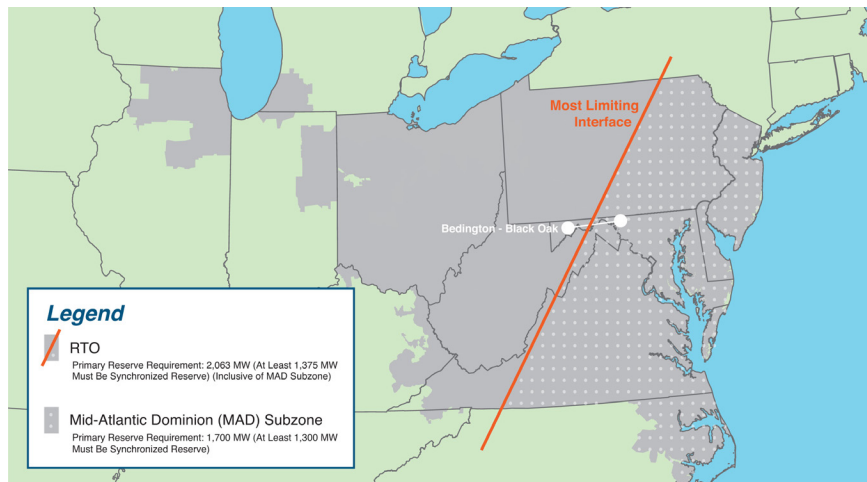 Most Limiting
Interface
Bedington - Black Oak
Legend
RTO
Primary Reserve Requirement: 2,063 MW (At Least 1,375 MW
Must Be Synchronized Reserve) (Inclusive of MAD Subzone)
Mid-Atlantic Dominion (MAD) Subzone
Primary Reserve Requirement: 1,700 MW (At Least 1,300 MW
Must Be Synchronized Reserve)